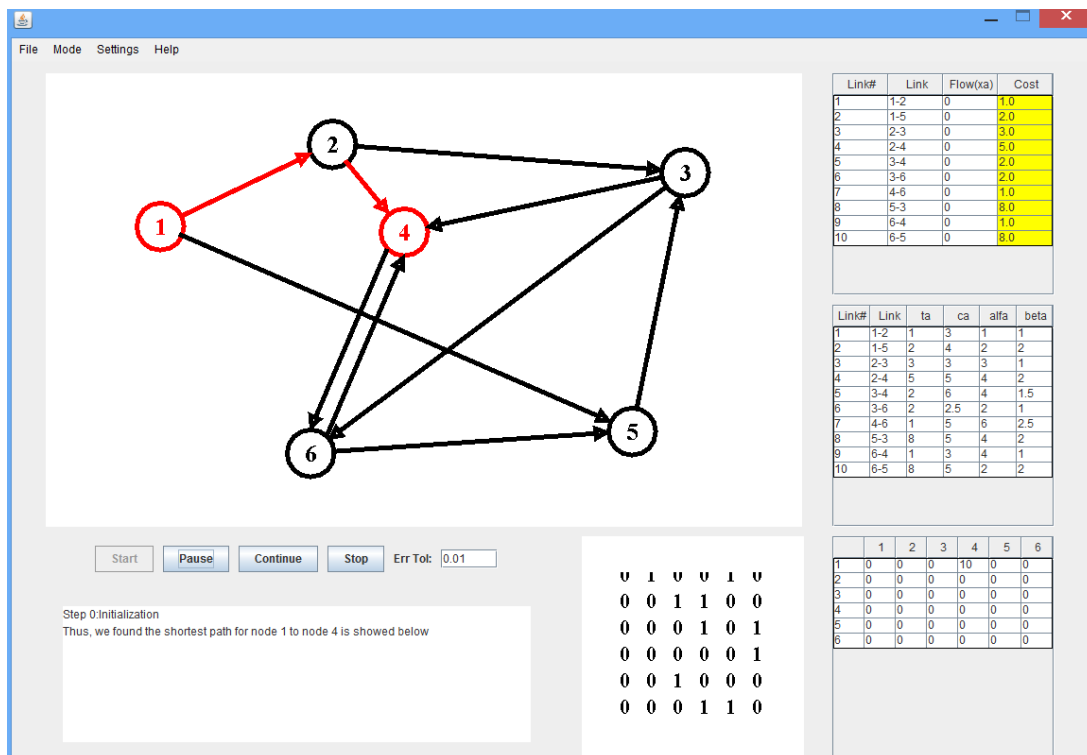 File Mode Settings Help
2
3
1
4
5
6
Start Pause Continue Stop Err Tol: 0.01
Step 0:Initialization
Thus, we found the shortest path for node 1 to node 4 is showed below
0 1 0 0 1 0
0 0 1 1 0 0
0 0 0 1 0 1
0 0 0 0 0 1
0 0 1 0 0 0
0 0 0 1 1 0
Link# Link Flow(xa) Cost
1 1-2 0 1.0
2 1-5 0 2.0
3 2-3 0 3.0
4 2-4 0 5.0
5 3-4 0 2.0
6 3-6 0 2.0
7 4-6 0 1.0
8 5-3 0 8.0
9 6-4 0 1.0
10 6-5 0 8.0
Link# Link ta ca alfa beta
1 1-2 1 3 1 1
2 1-5 2 4 2 2
3 2-3 3 3 3 1
4 2-4 5 5 4 2
5 3-4 2 6 4 1.5
6 3-6 2 2.5 2 1
7 4-6 1 5 6 2.5
8 5-3 8 5 4 2
9 6-4 1 3 4 1
10 6-5 8 5 2 2
1 2 3 4 5 6
1 0 0 0 10 0 0
2 0 0 0 0 0 0
3 0 0 0 0 0 0
4 0 0 0 0 0 0
5 0 0 0 0 0 0
6 0 0 0 0 0 0